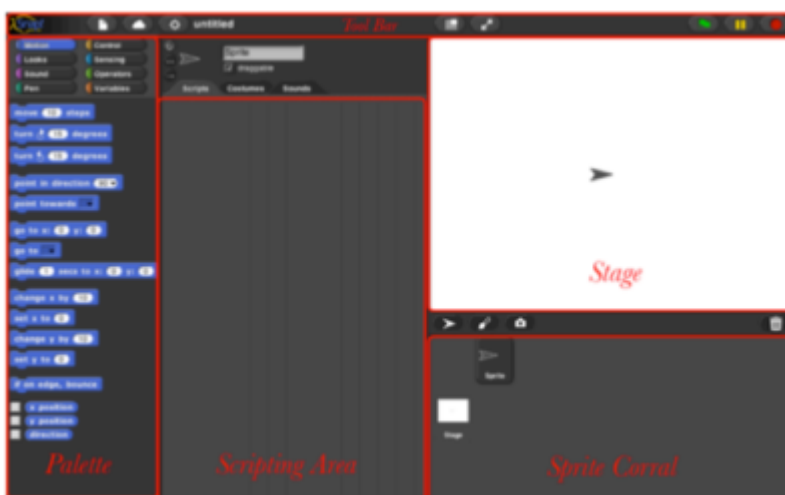 untitled
Tool Bar
Motion
Control
Looks
Sensing
Sound
Operators
Pen
Variables
Sprite
draggable
Scripts
Costumes
Sounds
move 10 steps
turn 15 degrees
turn 15 degrees
point in direction 90
point towards
go to x: 0 y: 0
go to
glide 1 secs to x: 0 y: 0
change x by 10
set x to 0
change y by 10
set y to 0
if on edge, bounce
x position
y position
direction
Stage
Sprite
Stage
Palette
Scripting Area
Sprite Corral